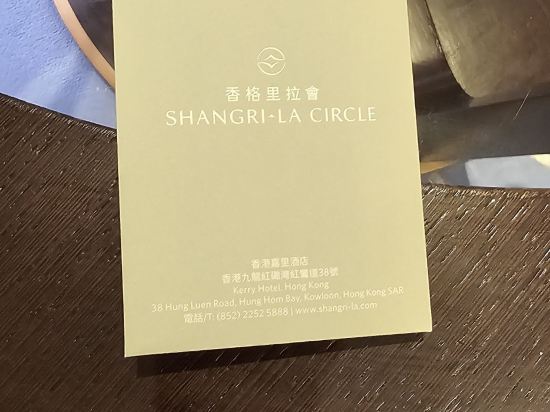 香格里拉會
SHANGRI-LA CIRCLE
香港嘉里酒店
香港九龍紅磡灣紅鸞道38號
Kerry Hotel, Hong Kong
38 Hung Luen Road, Hung Hom Bay, Kowloon, Hong Kong SAR
電話/T: (852) 2252 5888 | www.shangri-la.com